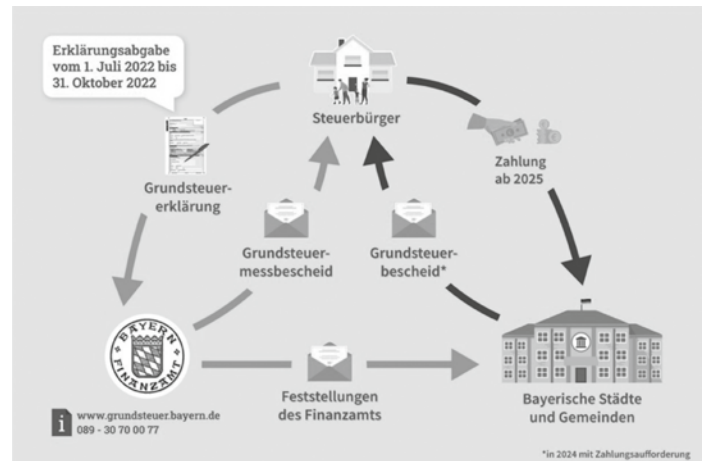 Erklärungsabgabe
vom 1. Juli 2022 bis
31. Oktober 2022
Steuerbürger
Grundsteuer-
erklärung
Zahlung
ab 2025
Grundsteuer-
messbescheid
Grundsteuer-
bescheid*
BAYERN
FINANZAMT
Feststellungen
des Finanzamts
Bayerische Städte
und Gemeinden
i
www.grundsteuer.bayern.de
089 - 30 70 00 77
*in 2024 mit Zahlungsaufforderung